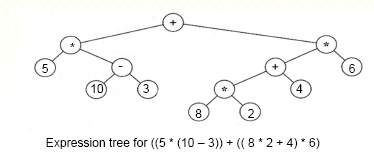 +
* *
5 - + 6
10 3 * 4
8 2
Expression tree for ((5 * (10 – 3)) + (( 8 * 2 + 4) * 6)